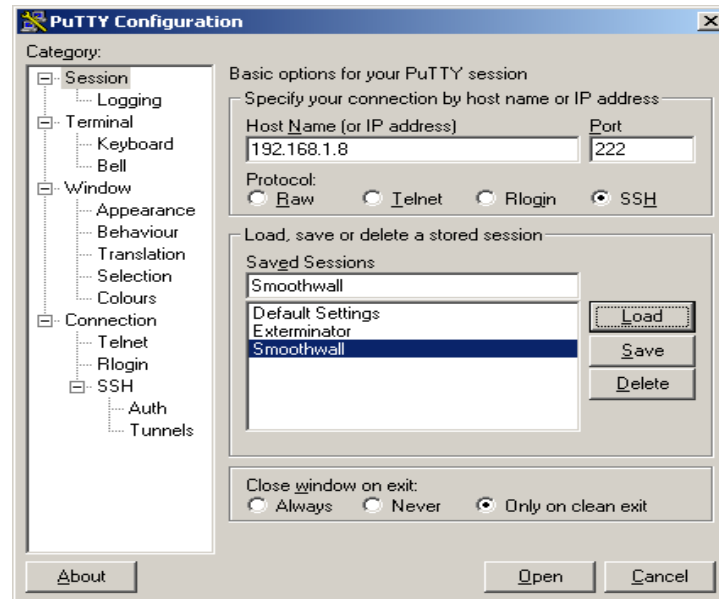 PuTTY Configuration
Category:
Session
Logging
Terminal
Keyboard
Bell
Window
Appearance
Behaviour
Translation
Selection
Colours
Connection
Telnet
Rlogin
SSH
Auth
Tunnels
Basic options for your PuTTY session
Specify your connection by host name or IP address
Host Name (or IP address) Port
192.168.1.8 222
Protocol:
Raw Telnet Rlogin SSH
Load, save or delete a stored session
Saved Sessions
Smoothwall
Default Settings
Exterminator
Smoothwall
Load
Save
Delete
Close window on exit:
Always Never Only on clean exit
About Open Cancel